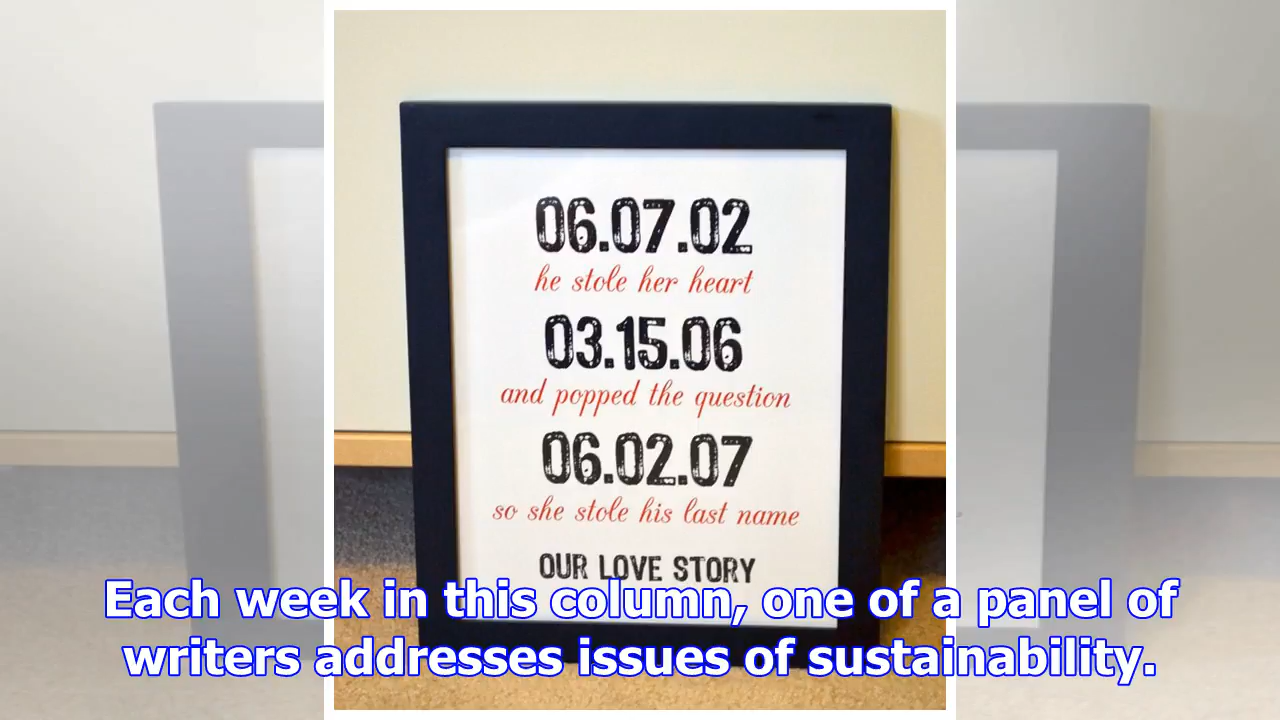 06.07.02
he stole her heart
03.15.06
and popped the question
06.02.07
so she stole his last name
OUR LOVE STORY
Each week in this column, one of a panel of
writers addresses issues of sustainability.